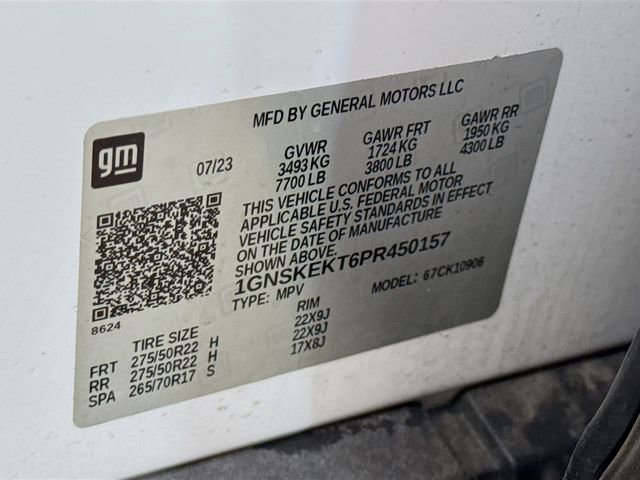 MFD BY GENERAL MOTORS LLC
gm
07/23
GVWR GAWR FRT GAWR RR
3493 KG 1724 KG 1950 KG
7700 LB 3800 LB 4300 LB
THIS VEHICLE CONFORMS TO ALL
APPLICABLE U.S. FEDERAL MOTOR
VEHICLE SAFETY STANDARDS IN EFFECT
ON THE DATE OF MANUFACTURE
SHOWN ABOVE.
1GNSKEKT6PR450157
TYPE: MPV MODEL: 67CK10906
8624
TIRE SIZE RIM
FRT 275/50R22 H 22X9J
RR 275/50R22 H 22X9J
SPA 265/70R17 S 17X8J